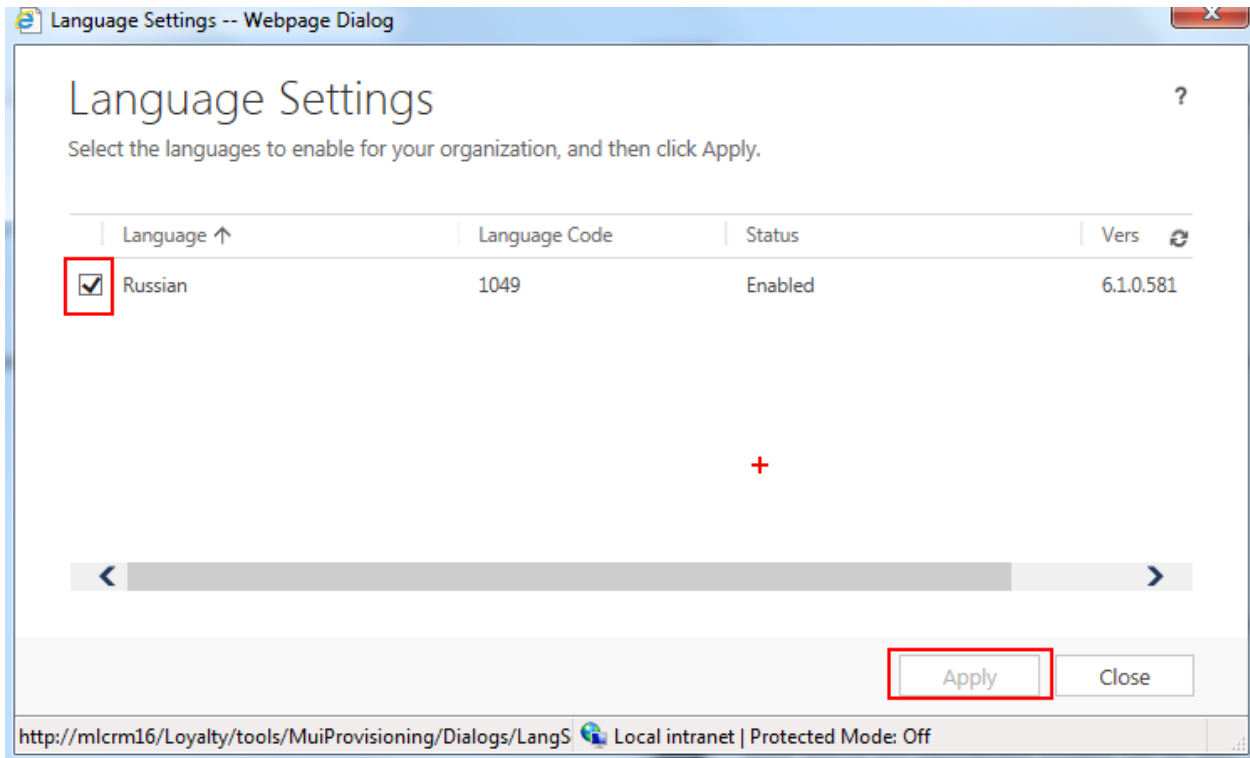 Language Settings -- Webpage Dialog
Language Settings
?
Select the languages to enable for your organization, and then click Apply.
Language Language Code Status Vers
Russian 1049 Enabled 6.1.0.581
Apply Close
http://mlcrm16/Loyalty/tools/MuiProvisioning/Dialogs/LangS Local intranet | Protected Mode: Off